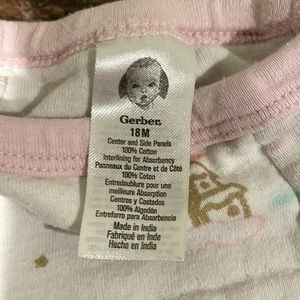 Gerber.
18M
Center and Side Panels
100% Cotton
Interlining for Absorbency
Panneaux du Centre et de Côté
100% Coton
Entredoublure pour une
meilleure Absorption
Centros y Costados
100% Algodón
Entreforro para Absorbencia
Made in India
Fabriqué en Inde
Hecho en India